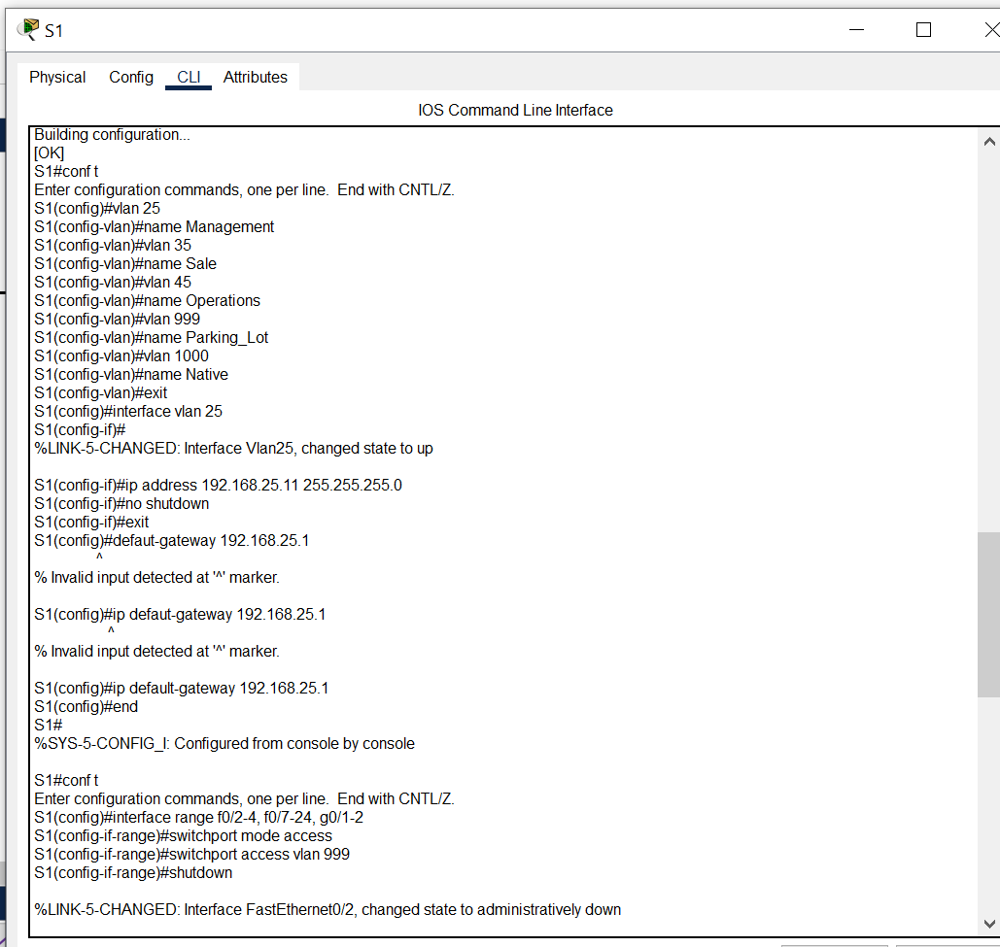 S1
Physical Config CLI Attributes
IOS Command Line Interface
Building configuration...
[OK]
S1#conf t
Enter configuration commands, one per line.  End with CNTL/Z.
S1(config)#vlan 25
S1(config-vlan)#name Management
S1(config-vlan)#vlan 35
S1(config-vlan)#name Sale
S1(config-vlan)#vlan 45
S1(config-vlan)#name Operations
S1(config-vlan)#vlan 999
S1(config-vlan)#name Parking_Lot
S1(config-vlan)#vlan 1000
S1(config-vlan)#name Native
S1(config-vlan)#exit
S1(config)#interface vlan 25
S1(config-if)#
%LINK-5-CHANGED: Interface Vlan25, changed state to up
S1(config-if)#ip address 192.168.25.11 255.255.255.0
S1(config-if)#no shutdown
S1(config-if)#exit
S1(config)#defaut-gateway 192.168.25.1
^
% Invalid input detected at '^' marker.
S1(config)#ip defaut-gateway 192.168.25.1
^
% Invalid input detected at '^' marker.
S1(config)#ip default-gateway 192.168.25.1
S1(config)#end
S1#
%SYS-5-CONFIG_I: Configured from console by console
S1#conf t
Enter configuration commands, one per line.  End with CNTL/Z.
S1(config)#interface range f0/2-4, f0/7-24, g0/1-2
S1(config-if-range)#switchport mode access
S1(config-if-range)#switchport access vlan 999
S1(config-if-range)#shutdown
%LINK-5-CHANGED: Interface FastEthernet0/2, changed state to administratively down